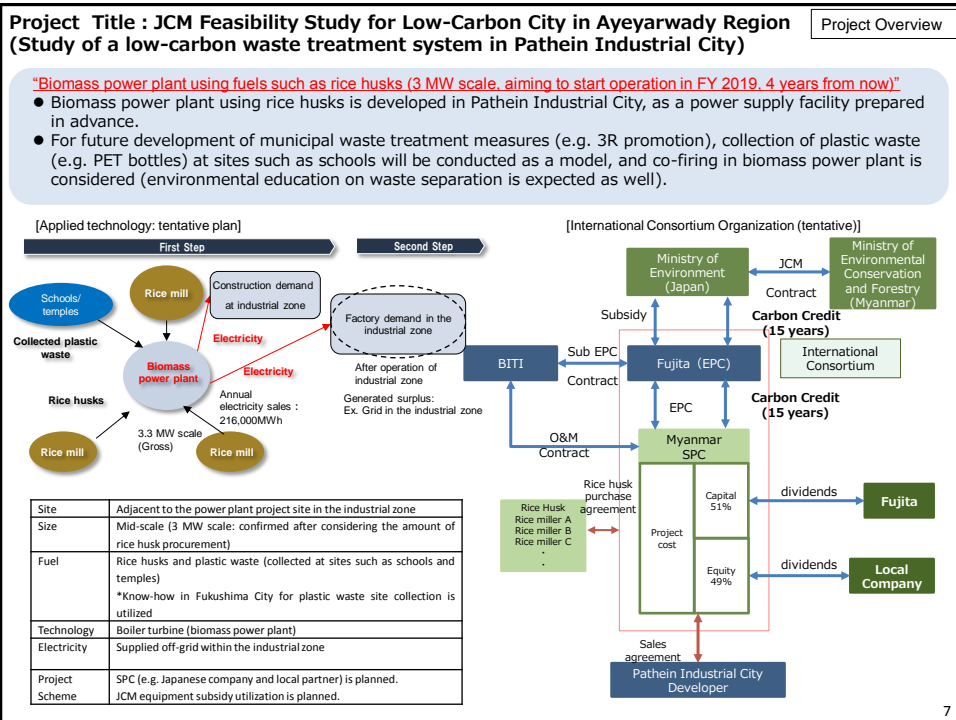 Project Title : JCM Feasibility Study for Low-Carbon City in Ayeyarwady Region
(Study of a low-carbon waste treatment system in Pathein Industrial City)
Project Overview
“Biomass power plant using fuels such as rice husks (3 MW scale, aiming to start operation in FY 2019, 4 years from now)”
● Biomass power plant using rice husks is developed in Pathein Industrial City, as a power supply facility prepared
in advance.
● For future development of municipal waste treatment measures (e.g. 3R promotion), collection of plastic waste
(e.g. PET bottles) at sites such as schools will be conducted as a model, and co-firing in biomass power plant is
considered (environmental education on waste separation is expected as well).
[Applied technology: tentative plan]
First Step
Second Step
Schools/
temples
Rice mill
Construction demand
at industrial zone
Factory demand in the
industrial zone
Collected plastic
waste
Electricity
Biomass
power plant
Electricity
After operation of
industrial zone
Rice husks
Annual
electricity sales :
216,000MWh
Generated surplus:
Ex. Grid in the industrial zone
3.3 MW scale
(Gross)
Rice mill
Rice mill
[International Consortium Organization (tentative)]
Ministry of
Environment
(Japan)
JCM
Contract
Ministry of
Environmental
Conservation
and Forestry
(Myanmar)
Subsidy
Carbon Credit
(15 years)
BITI
Sub EPC
Contract
Fujita (EPC)
International
Consortium
EPC
Carbon Credit
(15 years)
O&M
Contract
Myanmar
SPC
Rice husk
purchase
agreement
Rice Husk
Rice miller A
Rice miller B
Rice miller C
.
.
Project
cost
Capital
51%
dividends
Fujita
Equity
49%
dividends
Local
Company
Sales
agreement
Pathein Industrial City
Developer
Site Adjacent to the power plant project site in the industrial zone
Size Mid-scale (3 MW scale: confirmed after considering the amount of
rice husk procurement)
Fuel Rice husks and plastic waste (collected at sites such as schools and
temples)
*Know-how in Fukushima City for plastic waste site collection is
utilized
Technology Boiler turbine (biomass power plant)
Electricity Supplied off-grid within the industrial zone
Project SPC (e.g. Japanese company and local partner) is planned.
Scheme JCM equipment subsidy utilization is planned.
7